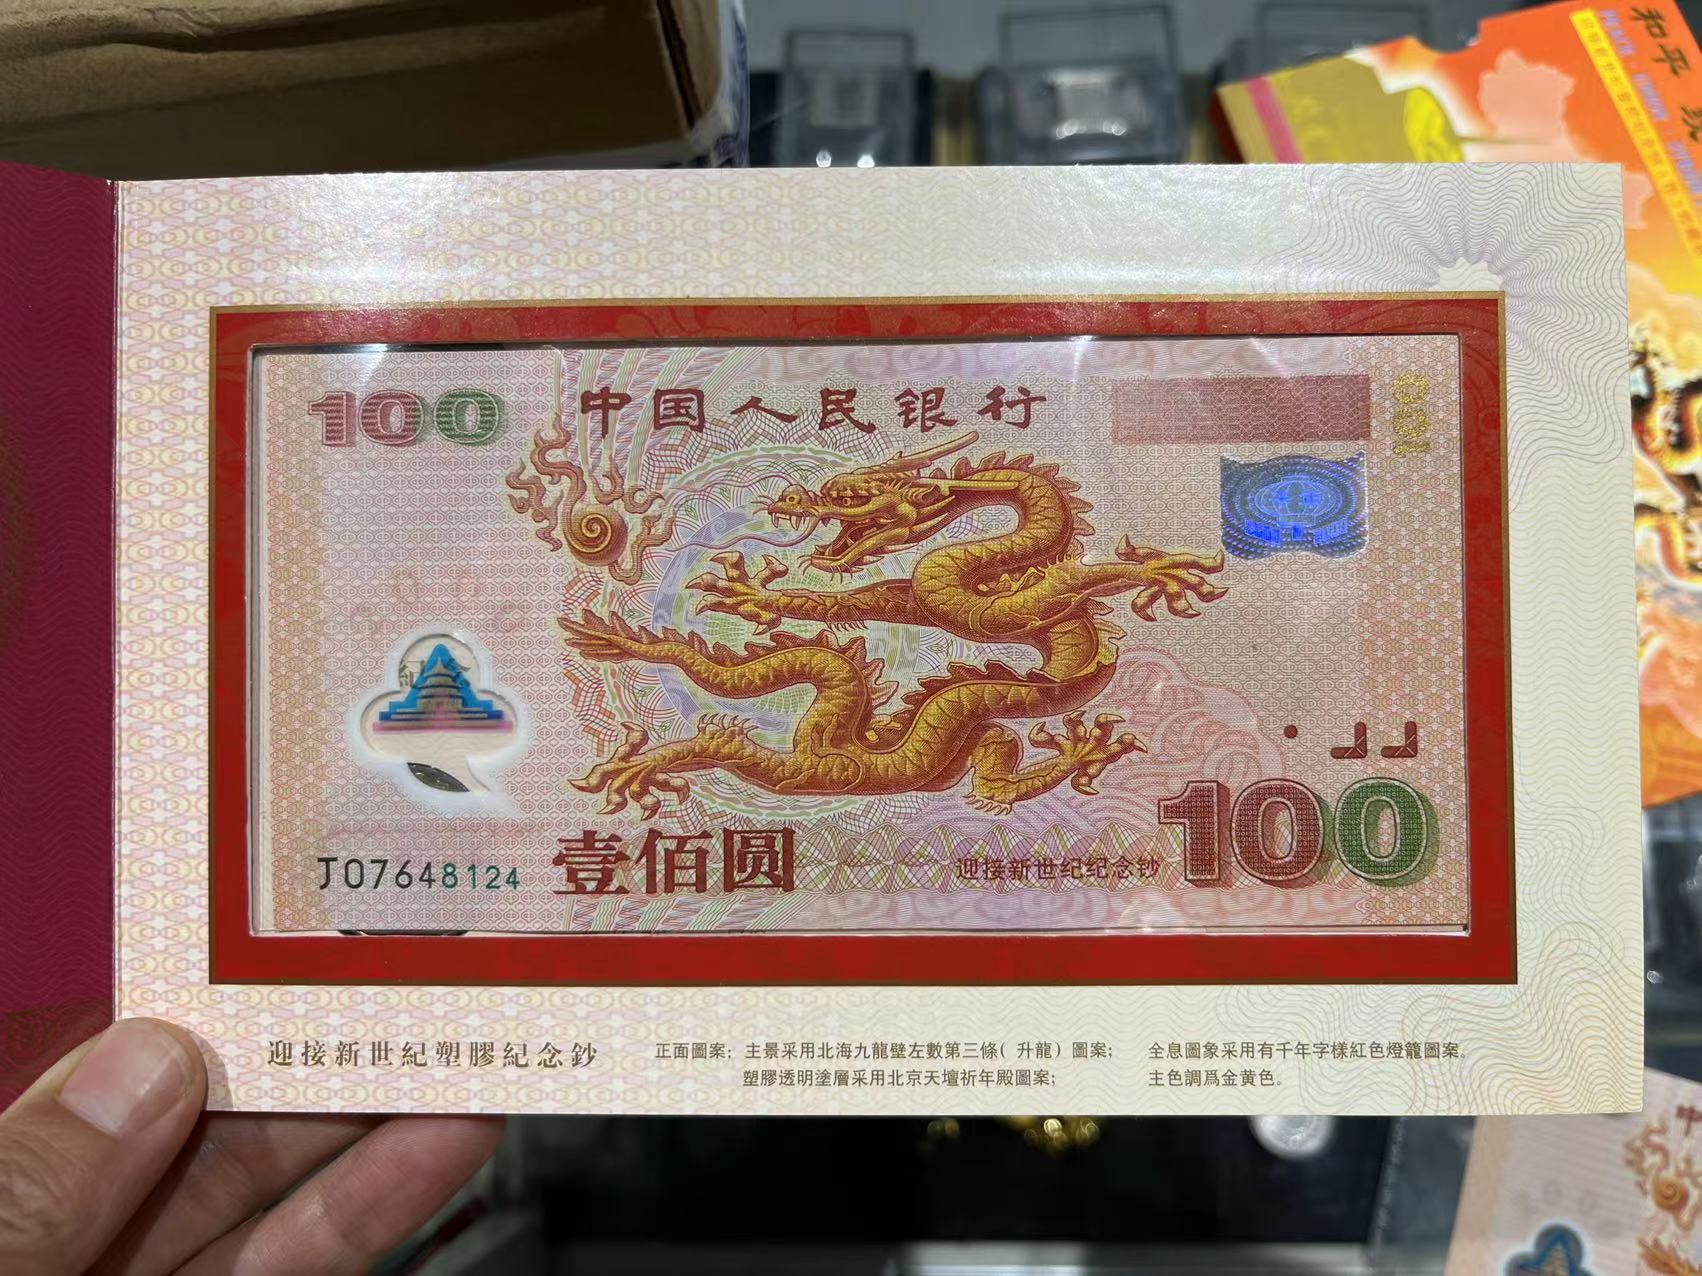 和平
100 中国人民银行 100
J07648124 壹佰圆 迎接新世纪纪念钞 100
迎接新世紀塑膠紀念鈔
正面圖案：主景采用北海九龍壁左數第三條（升龍）圖案； 全息圖象采用有千年字樣紅色燈籠圖案。
塑膠透明塗層采用北京天壇祈年殿圖案； 主色調爲金黄色。
中